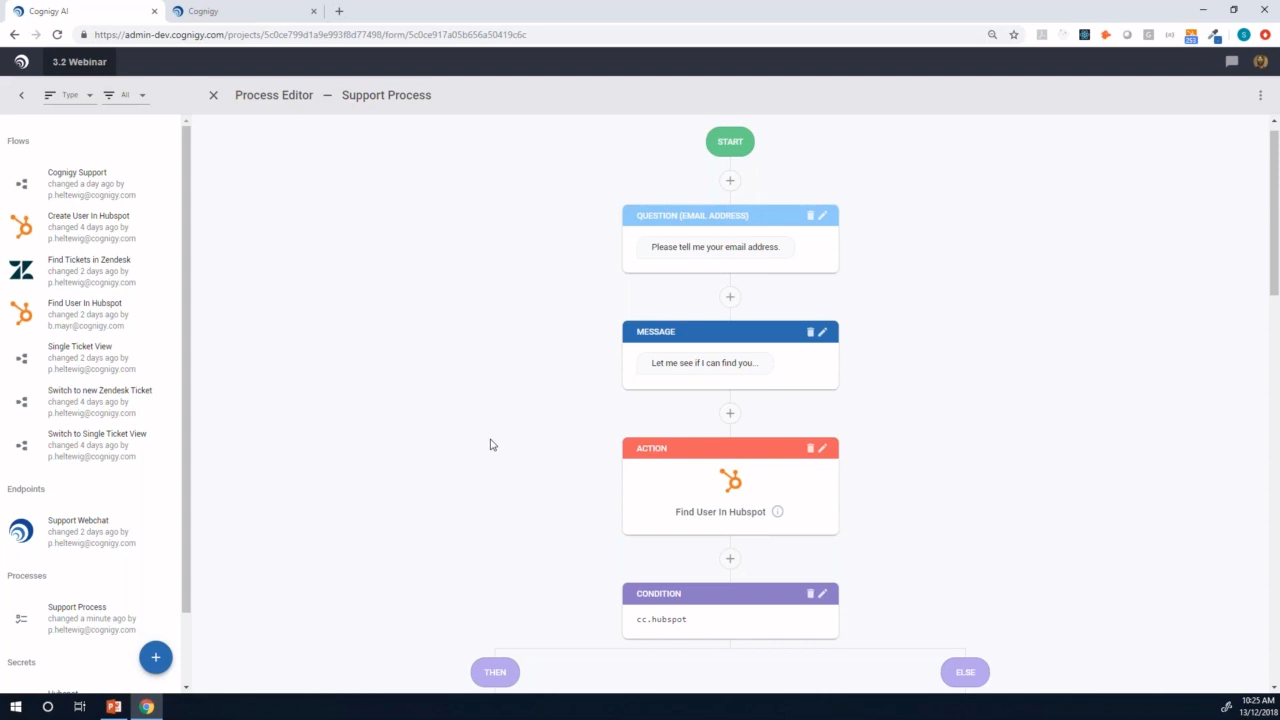 Cognigy AI
Cognigy
https://admin-dev.cognigy.com/projects/5c0ce799d1a9e993f8d77498/form/5c0ce917a05b656a50419c6c
3.2 Webinar
Type
All
Process Editor — Support Process
Flows
Cognigy Support
changed a day ago by
p.heltewig@cognigy.com
Create User In Hubspot
changed 4 days ago by
p.heltewig@cognigy.com
Find Tickets in Zendesk
changed 2 days ago by
p.heltewig@cognigy.com
Find User In Hubspot
changed 2 days ago by
b.mayr@cognigy.com
Single Ticket View
changed 2 days ago by
p.heltewig@cognigy.com
Switch to new Zendesk Ticket
changed 4 days ago by
p.heltewig@cognigy.com
Switch to Single Ticket View
changed 4 days ago by
p.heltewig@cognigy.com
Endpoints
Support Webchat
changed 2 days ago by
p.heltewig@cognigy.com
Processes
Support Process
changed a minute ago by
p.heltewig@cognigy.com
Secrets
Hubspot
START
QUESTION (EMAIL ADDRESS)
Please tell me your email address.
MESSAGE
Let me see if I can find you...
ACTION
Find User In Hubspot
CONDITION
cc.hubspot
THEN
ELSE
10:25 AM
13/12/2018